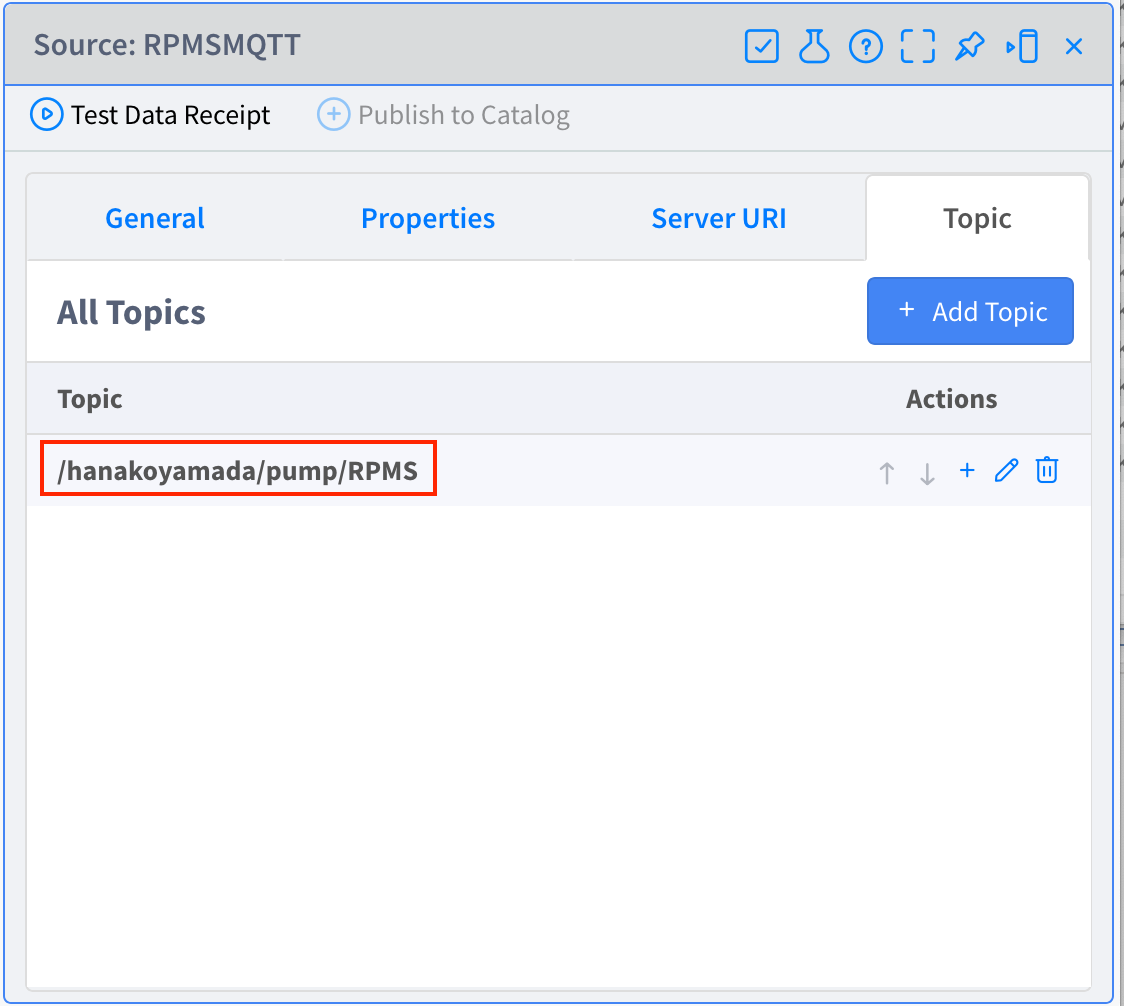 Source: RPMSMQTT
Test Data Receipt Publish to Catalog
General Properties Server URI Topic
All Topics
+ Add Topic
Topic Actions
/hanakoyamada/pump/RPMS